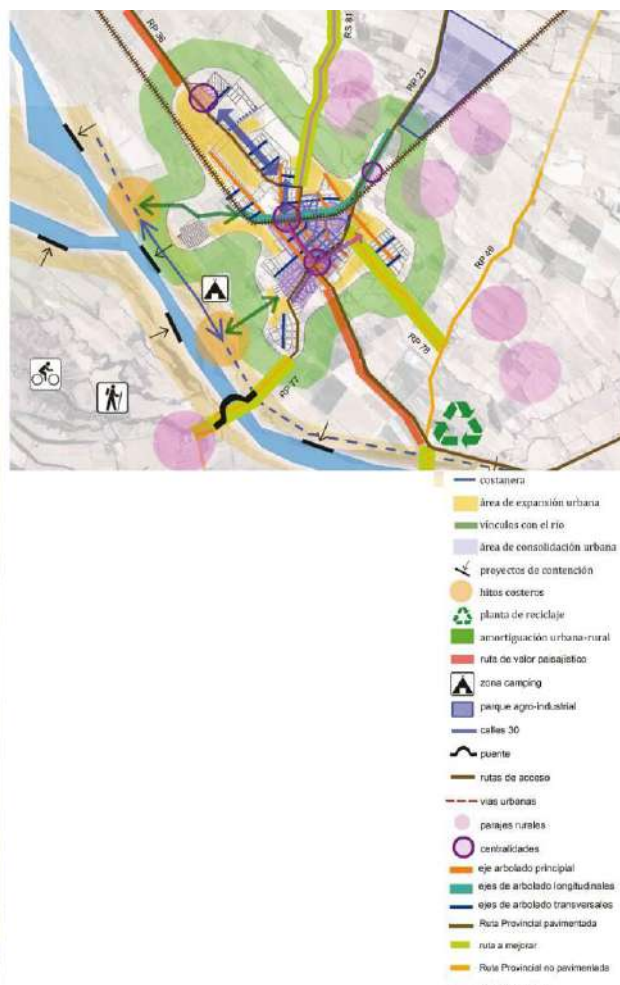 RP 36
RS 81
RP 23
RP 49
RP 78
RP 77
costanera
área de expansión urbana
vínculos con el río
área de consolidación urbana
proyectos de contención
hitos costeros
planta de reciclaje
amortiguación urbana-rural
ruta de valor paisajístico
zona camping
parque agro-industrial
calles 30
puente
rutas de acceso
vias urbanas
parajes rurales
centralidades
eje arbolado principial
ejes de arbolado longitudinales
ejes de arbolado transversales
Ruta Provincial pavimentada
ruta a mejorar
Ruta Provincial no pavimentada